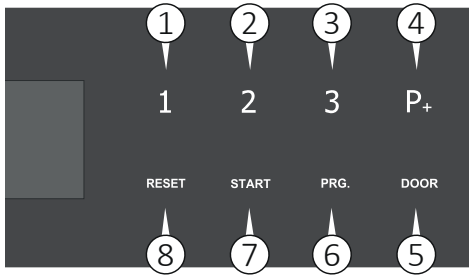 1 2 3 4
1 2 3 P+
RESET START PRG. DOOR
8 7 6 5